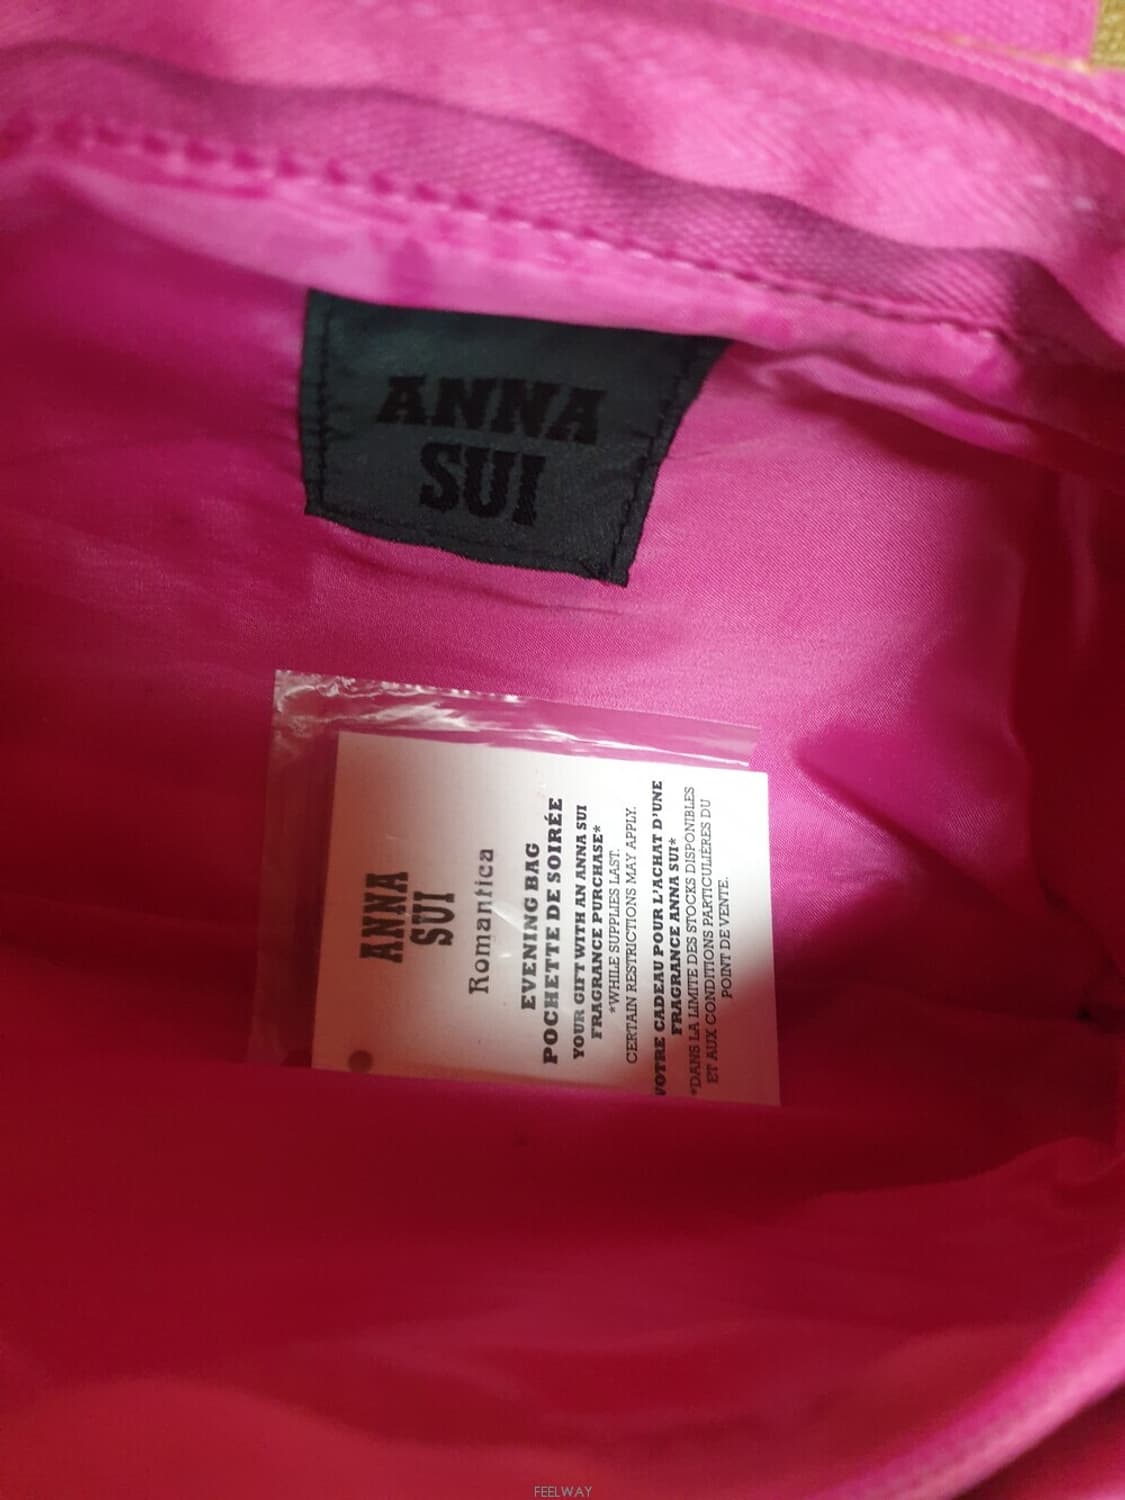 ANNA
SUI
ANNA
SUI
Romantica
EVENING BAG
POCHETTE DE SOIRÉE
YOUR GIFT WITH AN ANNA SUI
FRAGRANCE PURCHASE*
*WHILE SUPPLIES LAST.
CERTAIN RESTRICTIONS MAY APPLY.
VOTRE CADEAU POUR L'ACHAT D'UNE
FRAGRANCE ANNA SUI*
*DANS LA LIMITE DES STOCKS DISPONIBLES
ET AUX CONDITIONS PARTICULIÈRES DU
POINT DE VENTE.
FEELWAY